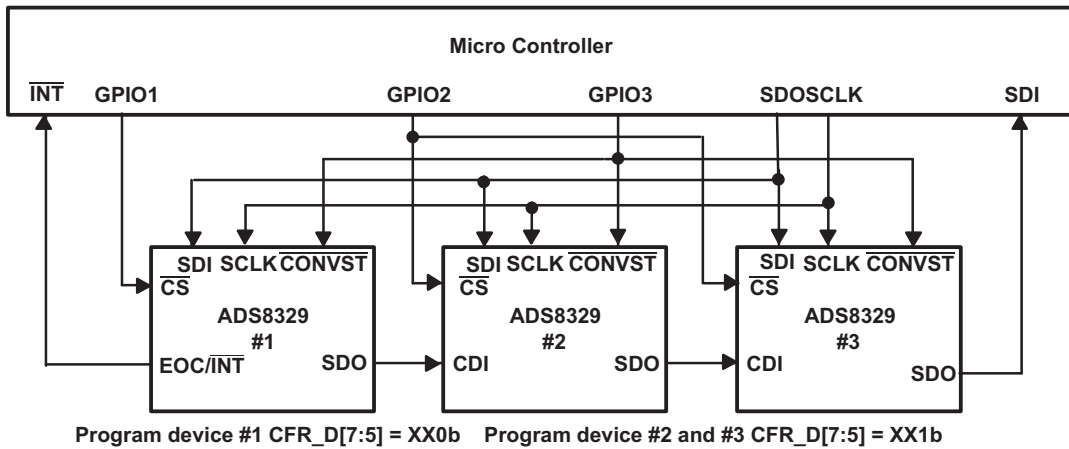 Micro Controller
INT GPIO1 GPIO2 GPIO3 SDOSCLK SDI
SDI SCLK CONVST SDI SCLK CONVST SDI SCLK CONVST
CS CS CS
ADS8329 ADS8329 ADS8329
#1 #2 #3
EOC/INT SDO CDI SDO CDI SDO
Program device #1 CFR_D[7:5] = XX0b Program device #2 and #3 CFR_D[7:5] = XX1b